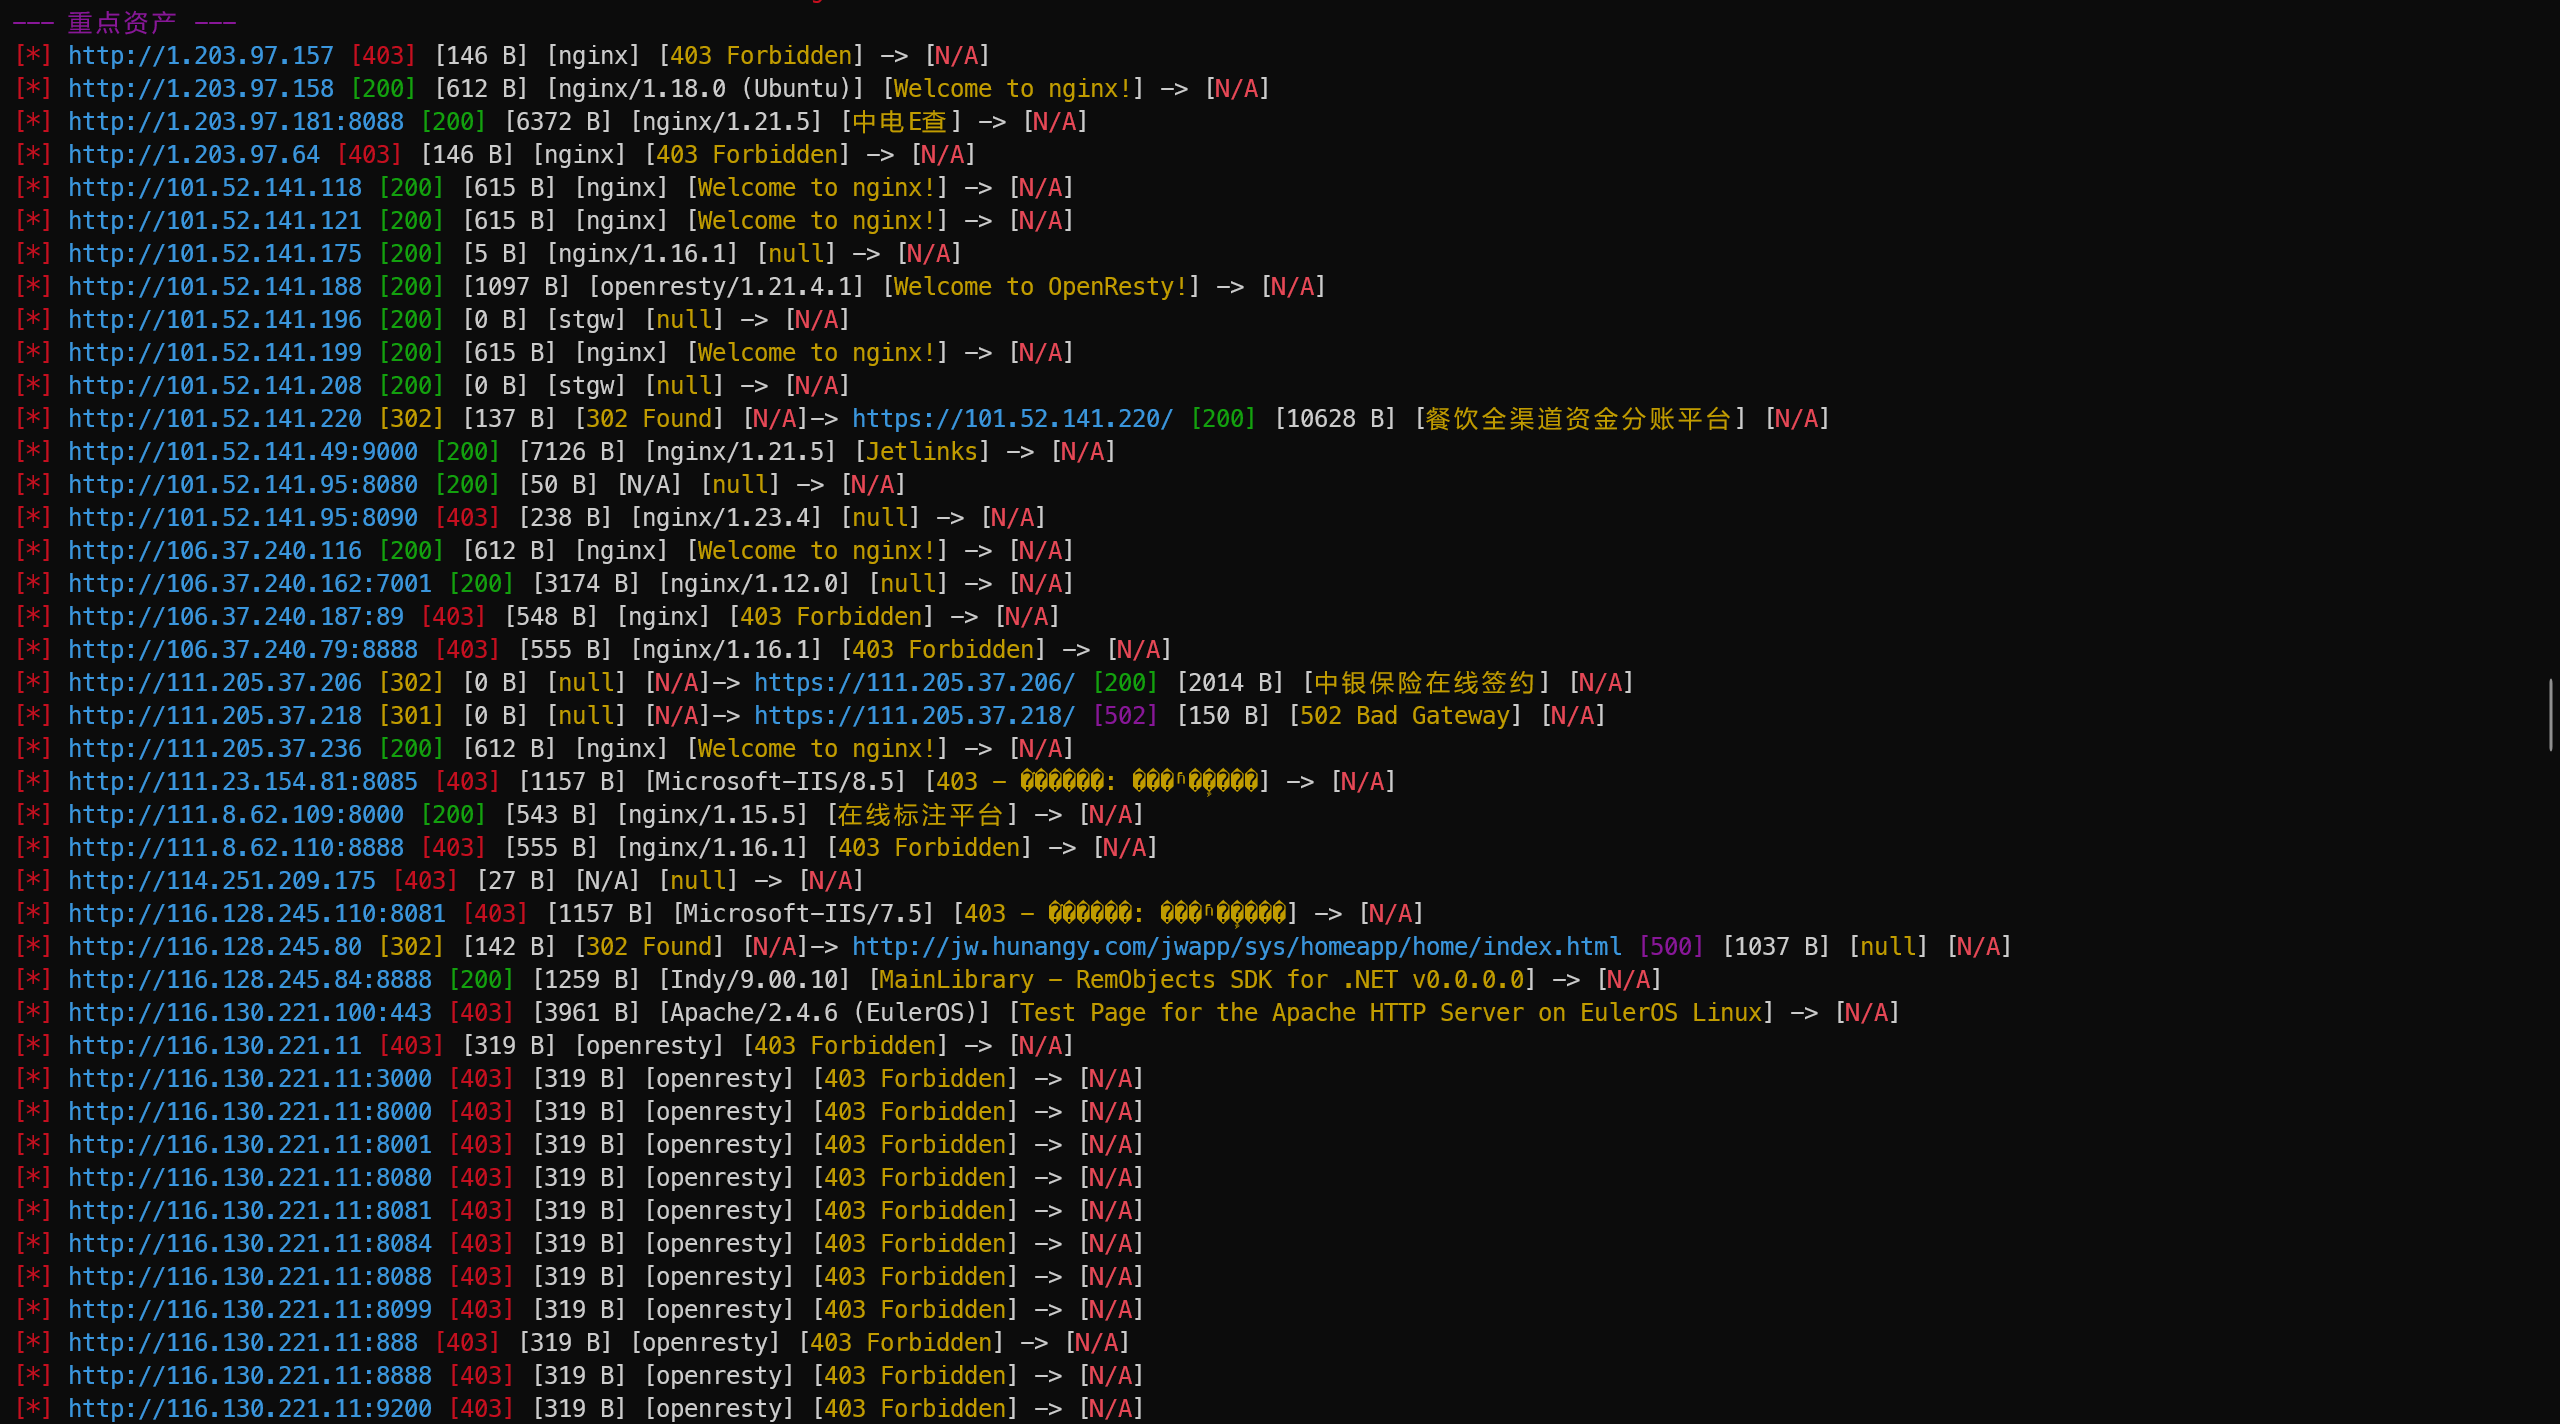 --- 重点资产 ---
[*] http://1.203.97.157 [403] [146 B] [nginx] [403 Forbidden] -> [N/A]
[*] http://1.203.97.158 [200] [612 B] [nginx/1.18.0 (Ubuntu)] [Welcome to nginx!] -> [N/A]
[*] http://1.203.97.181:8088 [200] [6372 B] [nginx/1.21.5] [中电E查] -> [N/A]
[*] http://1.203.97.64 [403] [146 B] [nginx] [403 Forbidden] -> [N/A]
[*] http://101.52.141.118 [200] [615 B] [nginx] [Welcome to nginx!] -> [N/A]
[*] http://101.52.141.121 [200] [615 B] [nginx] [Welcome to nginx!] -> [N/A]
[*] http://101.52.141.175 [200] [5 B] [nginx/1.16.1] [null] -> [N/A]
[*] http://101.52.141.188 [200] [1097 B] [openresty/1.21.4.1] [Welcome to OpenResty!] -> [N/A]
[*] http://101.52.141.196 [200] [0 B] [stgw] [null] -> [N/A]
[*] http://101.52.141.199 [200] [615 B] [nginx] [Welcome to nginx!] -> [N/A]
[*] http://101.52.141.208 [200] [0 B] [stgw] [null] -> [N/A]
[*] http://101.52.141.220 [302] [137 B] [302 Found] [N/A]-> https://101.52.141.220/ [200] [10628 B] [餐饮全渠道资金分账平台] [N/A]
[*] http://101.52.141.49:9000 [200] [7126 B] [nginx/1.21.5] [Jetlinks] -> [N/A]
[*] http://101.52.141.95:8080 [200] [50 B] [N/A] [null] -> [N/A]
[*] http://101.52.141.95:8090 [403] [238 B] [nginx/1.23.4] [null] -> [N/A]
[*] http://106.37.240.116 [200] [612 B] [nginx] [Welcome to nginx!] -> [N/A]
[*] http://106.37.240.162:7001 [200] [3174 B] [nginx/1.12.0] [null] -> [N/A]
[*] http://106.37.240.187:89 [403] [548 B] [nginx] [403 Forbidden] -> [N/A]
[*] http://106.37.240.79:8888 [403] [555 B] [nginx/1.16.1] [403 Forbidden] -> [N/A]
[*] http://111.205.37.206 [302] [0 B] [null] [N/A]-> https://111.205.37.206/ [200] [2014 B] [中银保险在线签约] [N/A]
[*] http://111.205.37.218 [301] [0 B] [null] [N/A]-> https://111.205.37.218/ [502] [150 B] [502 Bad Gateway] [N/A]
[*] http://111.205.37.236 [200] [612 B] [nginx] [Welcome to nginx!] -> [N/A]
[*] http://111.23.154.81:8085 [403] [1157 B] [Microsoft-IIS/8.5] [403 - ] -> [N/A]
[*] http://111.8.62.109:8000 [200] [543 B] [nginx/1.15.5] [在线标注平台] -> [N/A]
[*] http://111.8.62.110:8888 [403] [555 B] [nginx/1.16.1] [403 Forbidden] -> [N/A]
[*] http://114.251.209.175 [403] [27 B] [N/A] [null] -> [N/A]
[*] http://116.128.245.110:8081 [403] [1157 B] [Microsoft-IIS/7.5] [403 - ] -> [N/A]
[*] http://116.128.245.80 [302] [142 B] [302 Found] [N/A]-> http://jw.hunangy.com/jwapp/sys/homeapp/home/index.html [500] [1037 B] [null] [N/A]
[*] http://116.128.245.84:8888 [200] [1259 B] [Indy/9.00.10] [MainLibrary - RemObjects SDK for .NET v0.0.0.0] -> [N/A]
[*] http://116.130.221.100:443 [403] [3961 B] [Apache/2.4.6 (EulerOS)] [Test Page for the Apache HTTP Server on EulerOS Linux] -> [N/A]
[*] http://116.130.221.11 [403] [319 B] [openresty] [403 Forbidden] -> [N/A]
[*] http://116.130.221.11:3000 [403] [319 B] [openresty] [403 Forbidden] -> [N/A]
[*] http://116.130.221.11:8000 [403] [319 B] [openresty] [403 Forbidden] -> [N/A]
[*] http://116.130.221.11:8001 [403] [319 B] [openresty] [403 Forbidden] -> [N/A]
[*] http://116.130.221.11:8080 [403] [319 B] [openresty] [403 Forbidden] -> [N/A]
[*] http://116.130.221.11:8081 [403] [319 B] [openresty] [403 Forbidden] -> [N/A]
[*] http://116.130.221.11:8084 [403] [319 B] [openresty] [403 Forbidden] -> [N/A]
[*] http://116.130.221.11:8088 [403] [319 B] [openresty] [403 Forbidden] -> [N/A]
[*] http://116.130.221.11:8099 [403] [319 B] [openresty] [403 Forbidden] -> [N/A]
[*] http://116.130.221.11:888 [403] [319 B] [openresty] [403 Forbidden] -> [N/A]
[*] http://116.130.221.11:8888 [403] [319 B] [openresty] [403 Forbidden] -> [N/A]
[*] http://116.130.221.11:9200 [403] [319 B] [openresty] [403 Forbidden] -> [N/A]